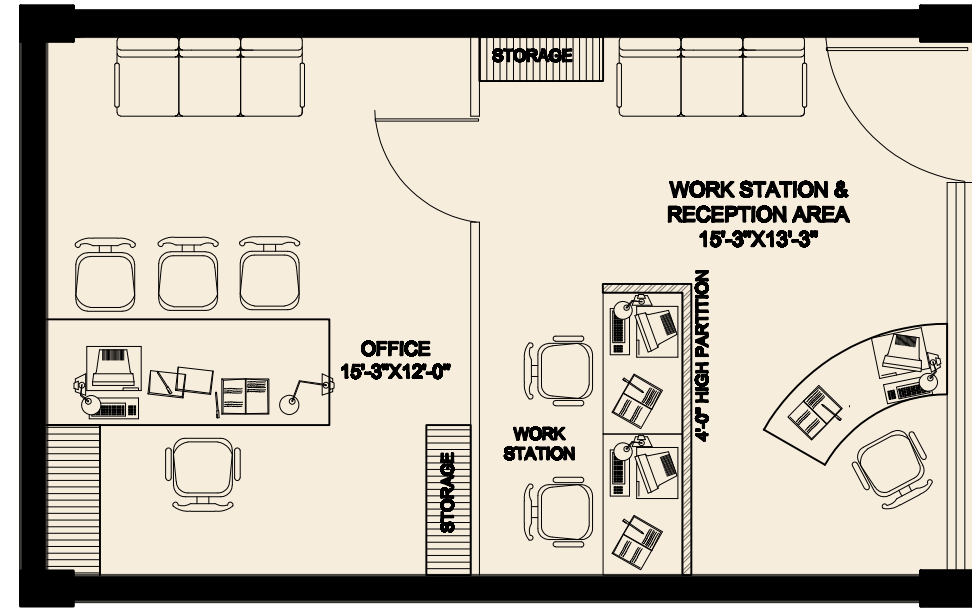 STORAGE
WORK STATION &
RECEPTION AREA
15'-3"X13'-3"
4'-0" HIGH PARTITION
OFFICE
15'-3"X12'-0"
WORK
STATION
STORAGE